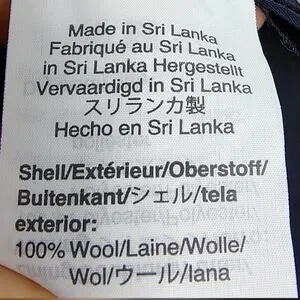 Made in Sri Lanka
Fabriqué au Sri Lanka
in Sri Lanka Hergestellt
Vervaardigd in Sri Lanka
スリランカ製
Hecho en Sri Lanka
Shell/Extérieur/Oberstoff/
Buitenkant/シェル/tela
exterior:
100% Wool/Laine/Wolle/
Wol/ウール/lana